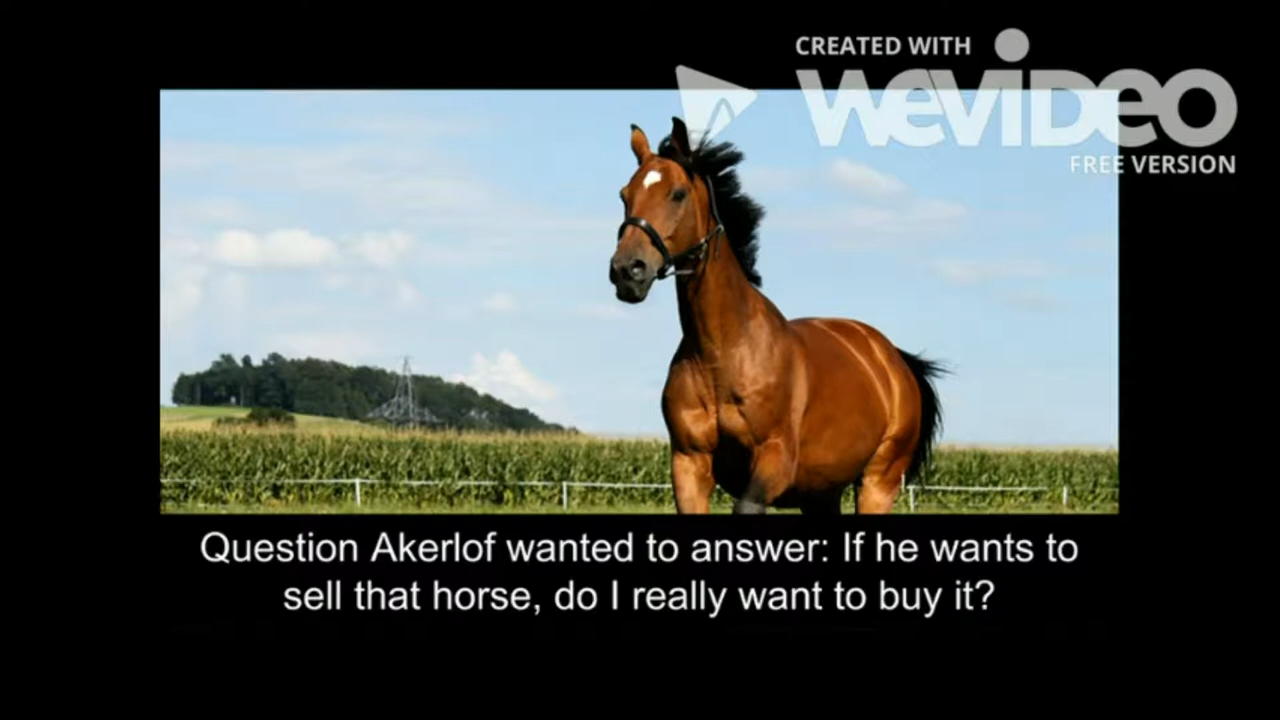 CREATED WITH
WEVIDEO
FREE VERSION
Question Akerlof wanted to answer: If he wants to
sell that horse, do I really want to buy it?